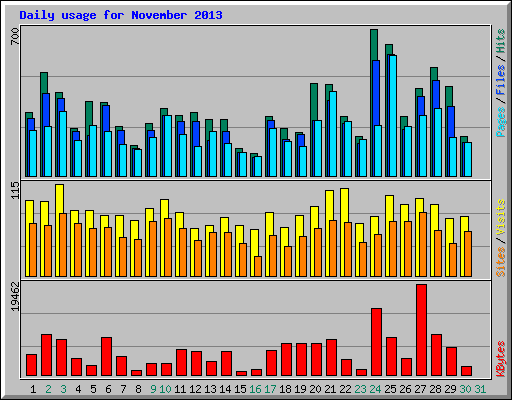 Daily usage for November 2013
700
Pages / Files / Hits
115
Sites / Visits
19462
KBytes
1 2 3 4 5 6 7 8 9 10 11 12 13 14 15 16 17 18 19 20 21 22 23 24 25 26 27 28 29 30 31